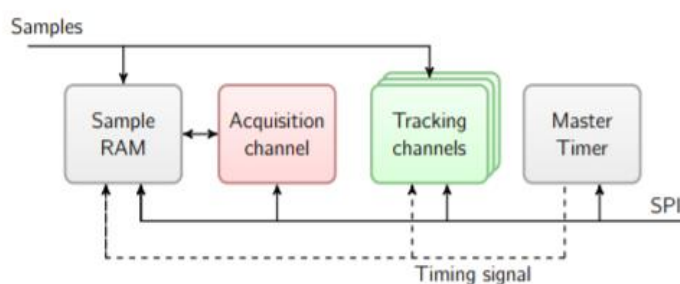 Samples
Sample
RAM
Acquisition
channel
Tracking
channels
Master
Timer
SPI
Timing signal